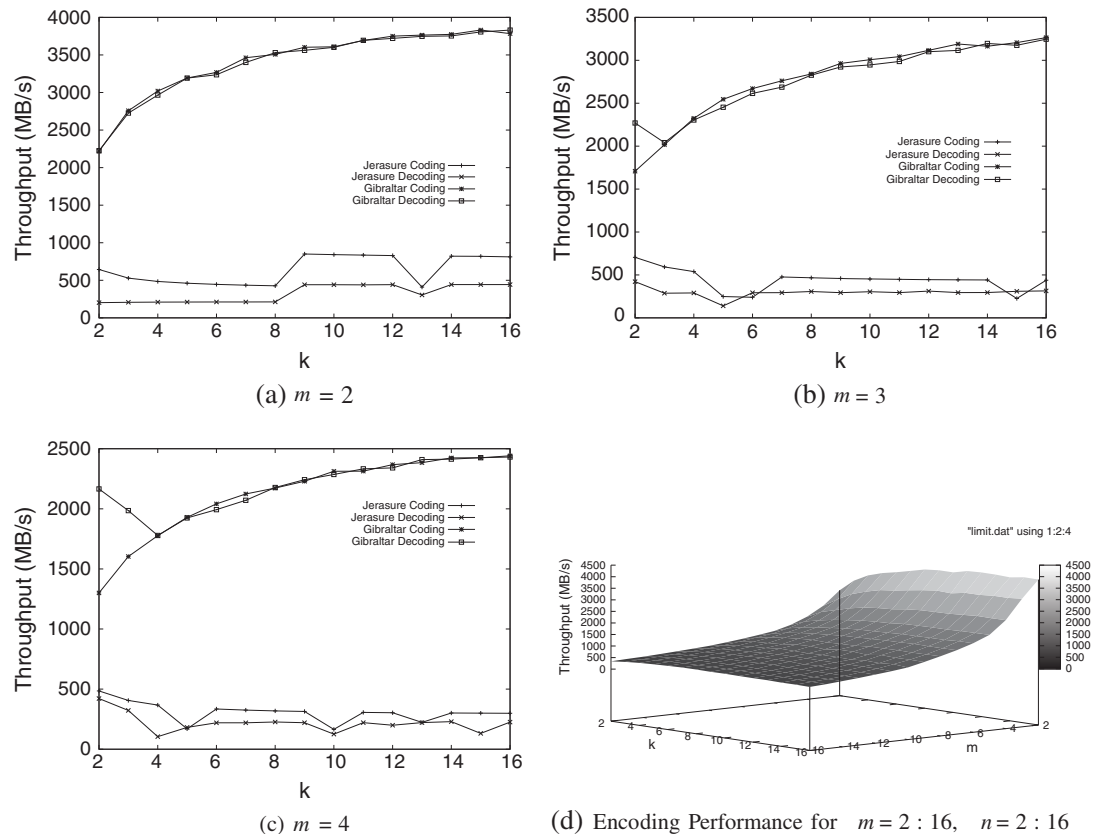 4000
3500
3000
2500
2000
1500
1000
500
0
Throughput (MB/s)
Jerasure Coding
Jerasure Decoding
Gibraltar Coding
Gibraltar Decoding
2 4 6 8 10 12 14 16
k
(a) m = 2
3500
3000
2500
2000
1500
1000
500
0
Throughput (MB/s)
Jerasure Coding
Jerasure Decoding
Gibraltar Coding
Gibraltar Decoding
2 4 6 8 10 12 14 16
k
(b) m = 3
2500
2000
1500
1000
500
0
Throughput (MB/s)
Jerasure Coding
Jerasure Decoding
Gibraltar Coding
Gibraltar Decoding
2 4 6 8 10 12 14 16
k
(c) m = 4
"limit.dat" using 1:2:4
Throughput (MB/s)
4500
4000
3500
3000
2500
2000
1500
1000
500
0
4500
4000
3500
3000
2500
2000
1500
1000
500
0
2 4 6 8 10 12 14 16
k
16 14 12 10 8 6 4 2
m
(d) Encoding Performance for m = 2 : 16, n = 2 : 16